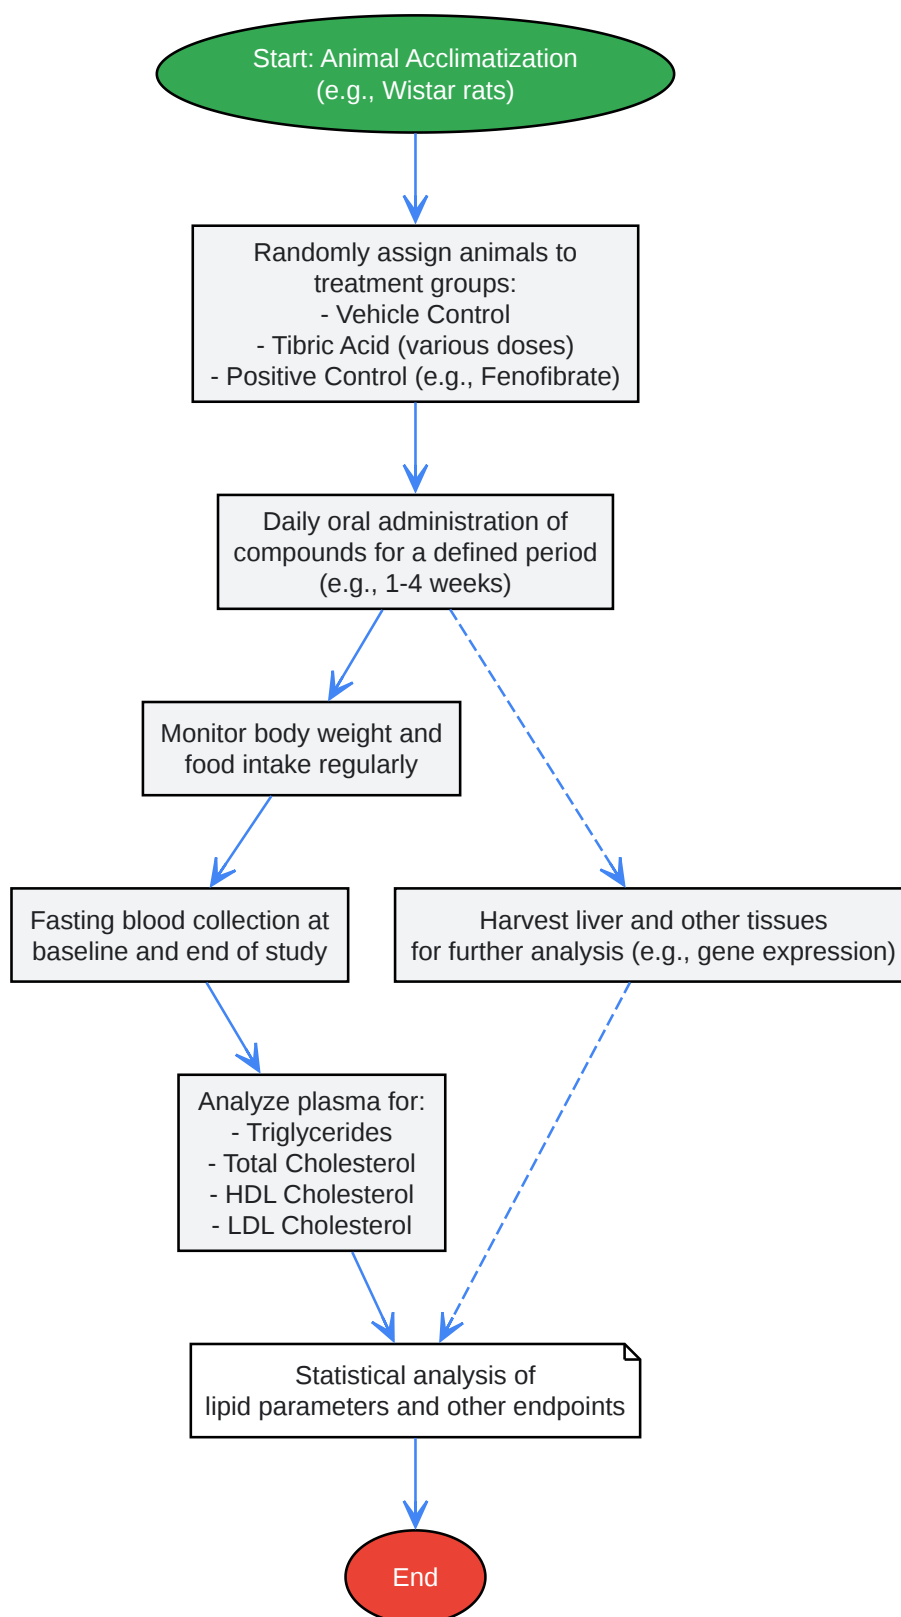 Start: Animal Acclimatization
(e.g., Wistar rats)
Randomly assign animals to
treatment groups:
- Vehicle Control
- Tibric Acid (various doses)
- Positive Control (e.g., Fenofibrate)
Daily oral administration of
compounds for a defined period
(e.g., 1-4 weeks)
Monitor body weight and
food intake regularly
Fasting blood collection at
baseline and end of study
Harvest liver and other tissues
for further analysis (e.g., gene expression)
Analyze plasma for:
- Triglycerides
- Total Cholesterol
- HDL Cholesterol
- LDL Cholesterol
Statistical analysis of
lipid parameters and other endpoints
End